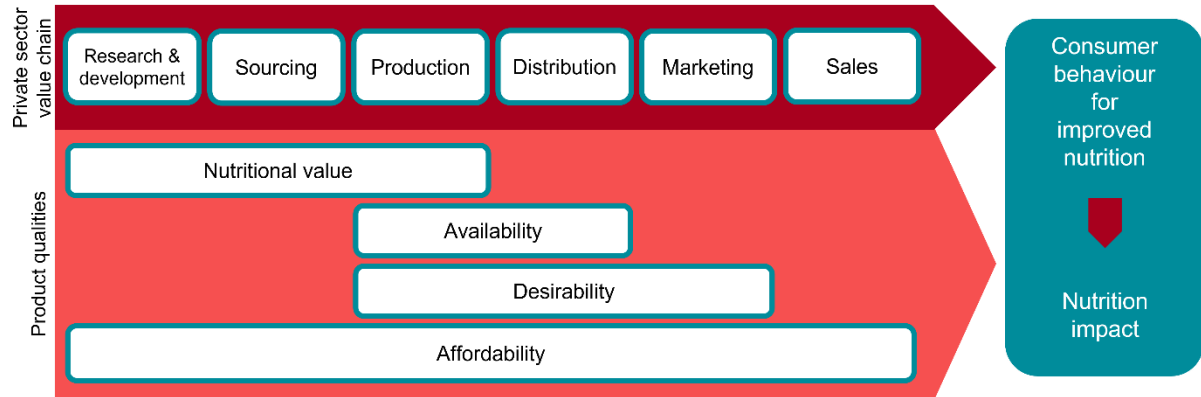 Private sector
value chain
Research &
development
Sourcing
Production
Distribution
Marketing
Sales
Product qualities
Nutritional value
Availability
Desirability
Affordability
Consumer
behaviour
for
improved
nutrition
Nutrition
impact